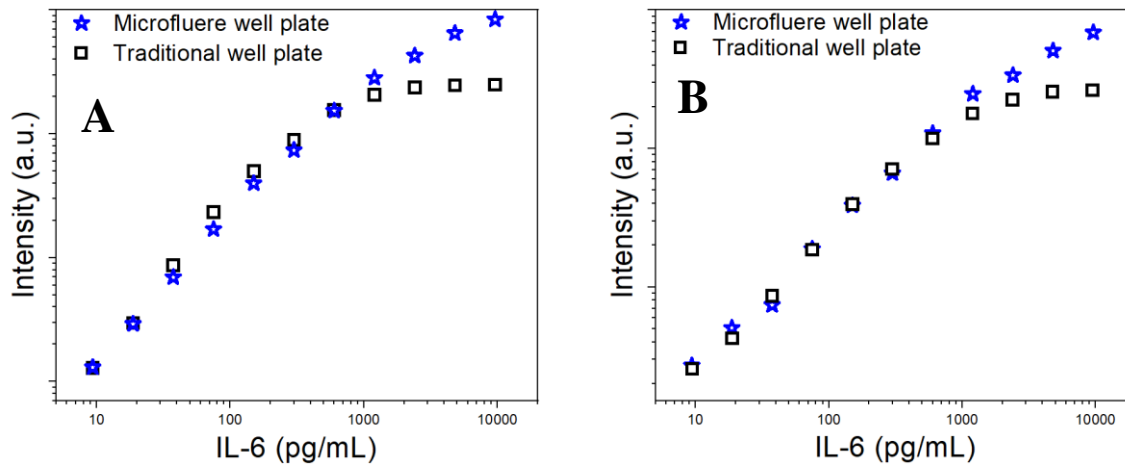 Microfluere well plate
Traditional well plate
A
Intensity (a.u.)
10
100
1000
10000
IL-6 (pg/mL)
Microfluere well plate
Traditional well plate
B
Intensity (a.u.)
10
100
1000
10000
IL-6 (pg/mL)